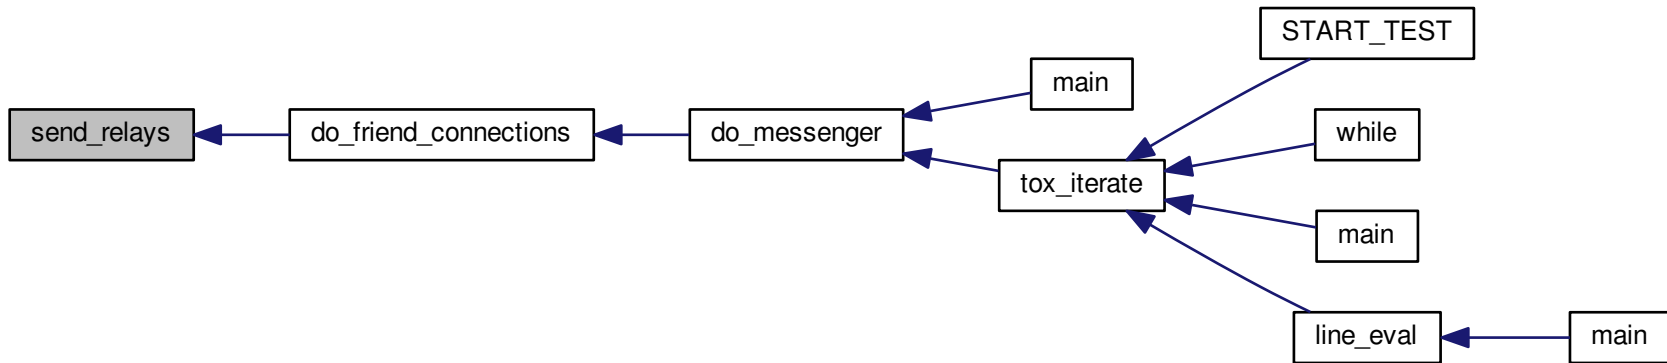 send_relays
do_friend_connections
do_messenger
main
tox_iterate
START_TEST
while
main
line_eval
main